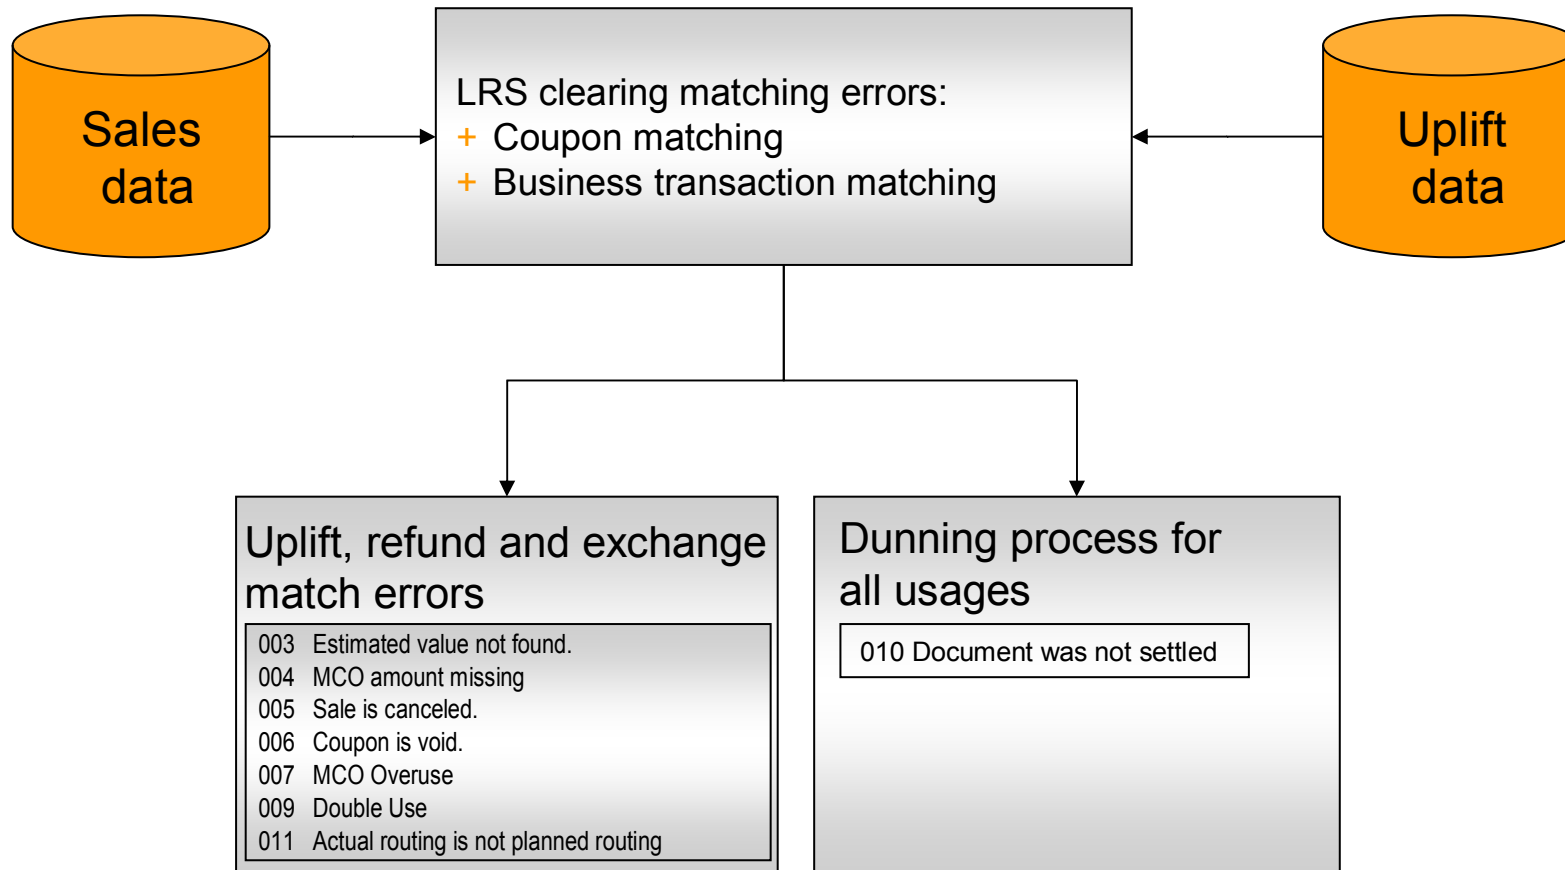 Sales
data
LRS clearing matching errors:
+ Coupon matching
+ Business transaction matching
Uplift
data
Uplift, refund and exchange
match errors
003 Estimated value not found.
004 MCO amount missing
005 Sale is canceled.
006 Coupon is void.
007 MCO Overuse
009 Double Use
011 Actual routing is not planned routing
Dunning process for
all usages
010 Document was not settled